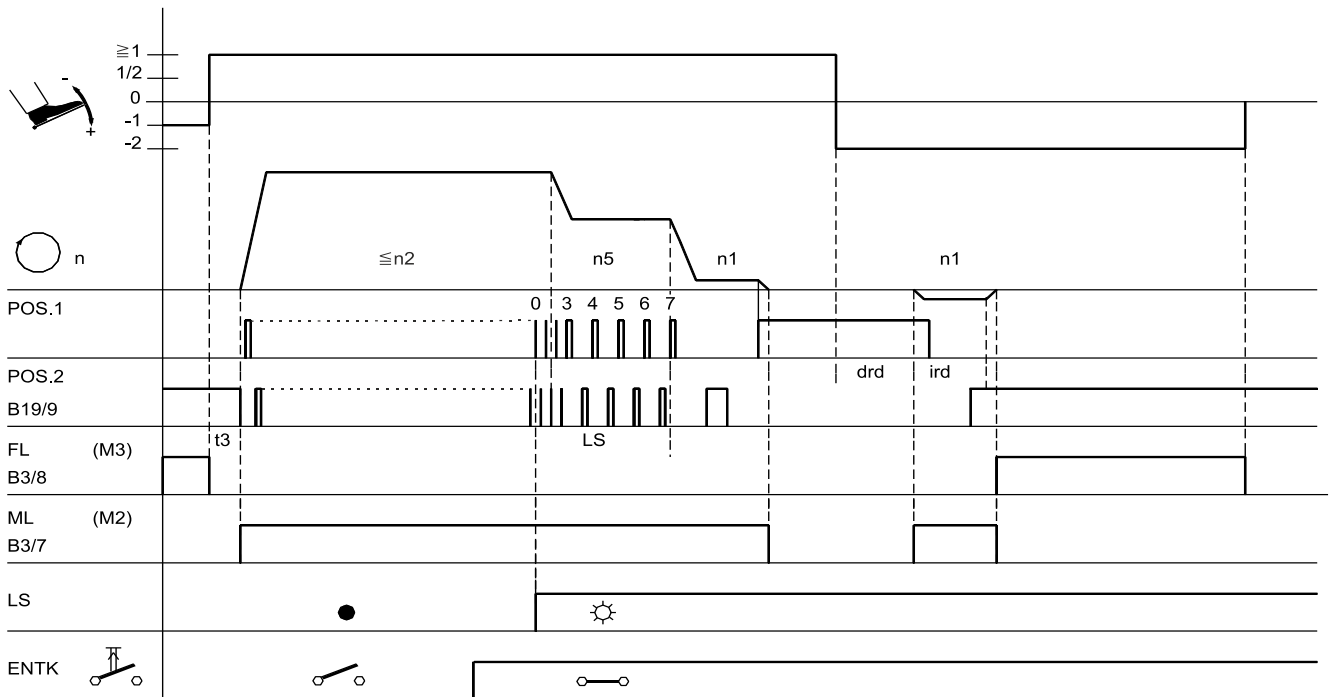 ≧1
1/2
0
-1
-2
-
+
n
≦n2
n5
n1
n1
POS.1
0 3 4 5 6 7
POS.2
drd ird
B19/9
t3
LS
FL (M3)
B3/8
ML (M2)
B3/7
LS
ENTK